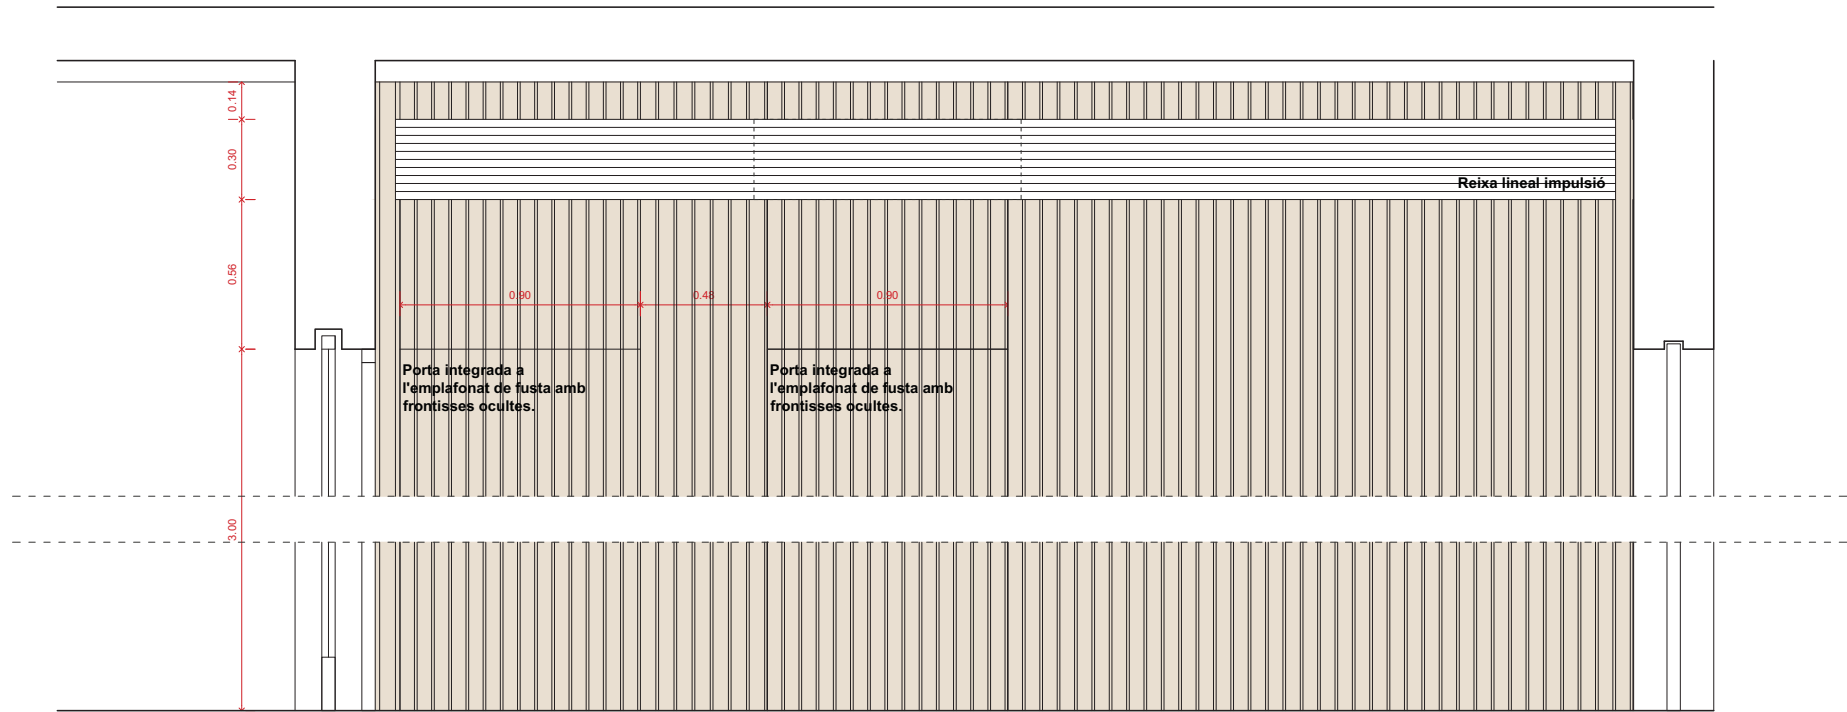 0.14
0.30
Reixa lineal impulsió
0.56
0.90
0.48
0.90
Porta integrada a
l'emplafonat de fusta amb
frontisses ocultes.
Porta integrada a
l'emplafonat de fusta amb
frontisses ocultes.
3.00